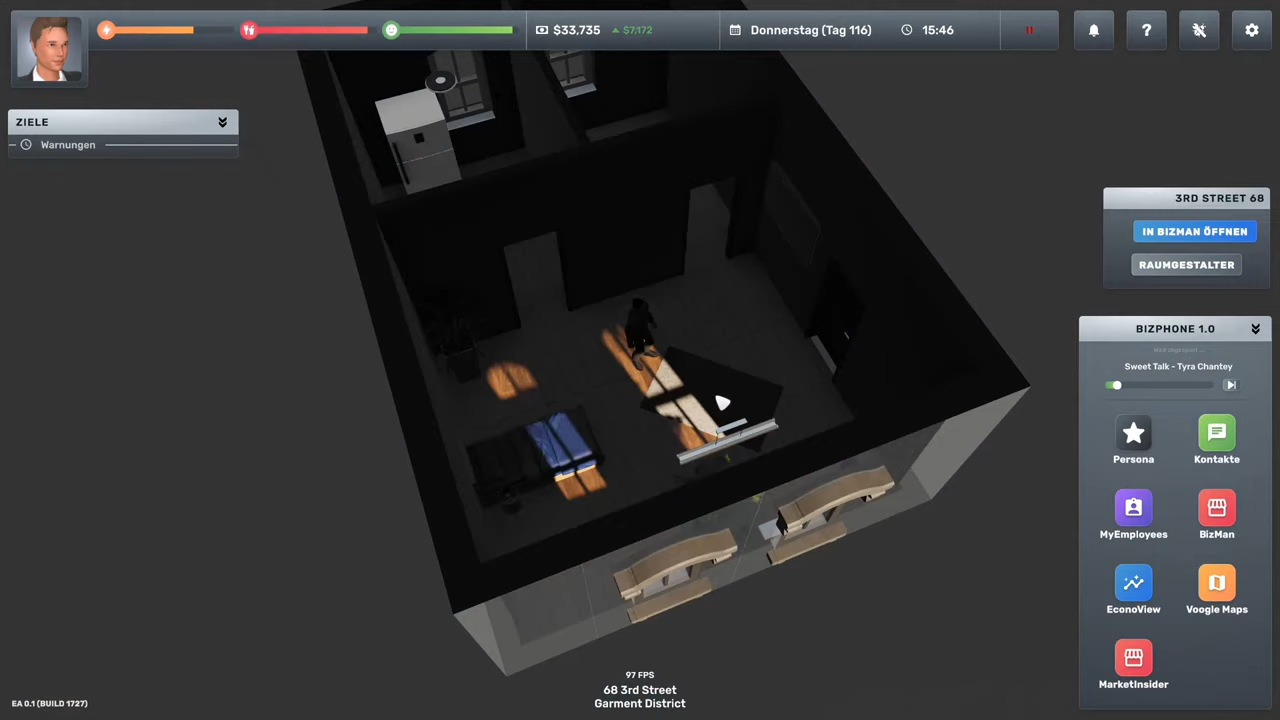 $33,735
$7,172
Donnerstag (Tag 116)
15:46
?
ZIELE
Warnungen
3RD STREET 68
IN BIZMAN ÖFFNEN
RAUMGESTALTER
BIZPHONE 1.0
Sweet Talk - Tyra Chantey
Persona
Kontakte
MyEmployees
BizMan
EconoView
Voogle Maps
MarketInsider
97 FPS
68 3rd Street
Garment District
EA 0.1 (BUILD 1727)